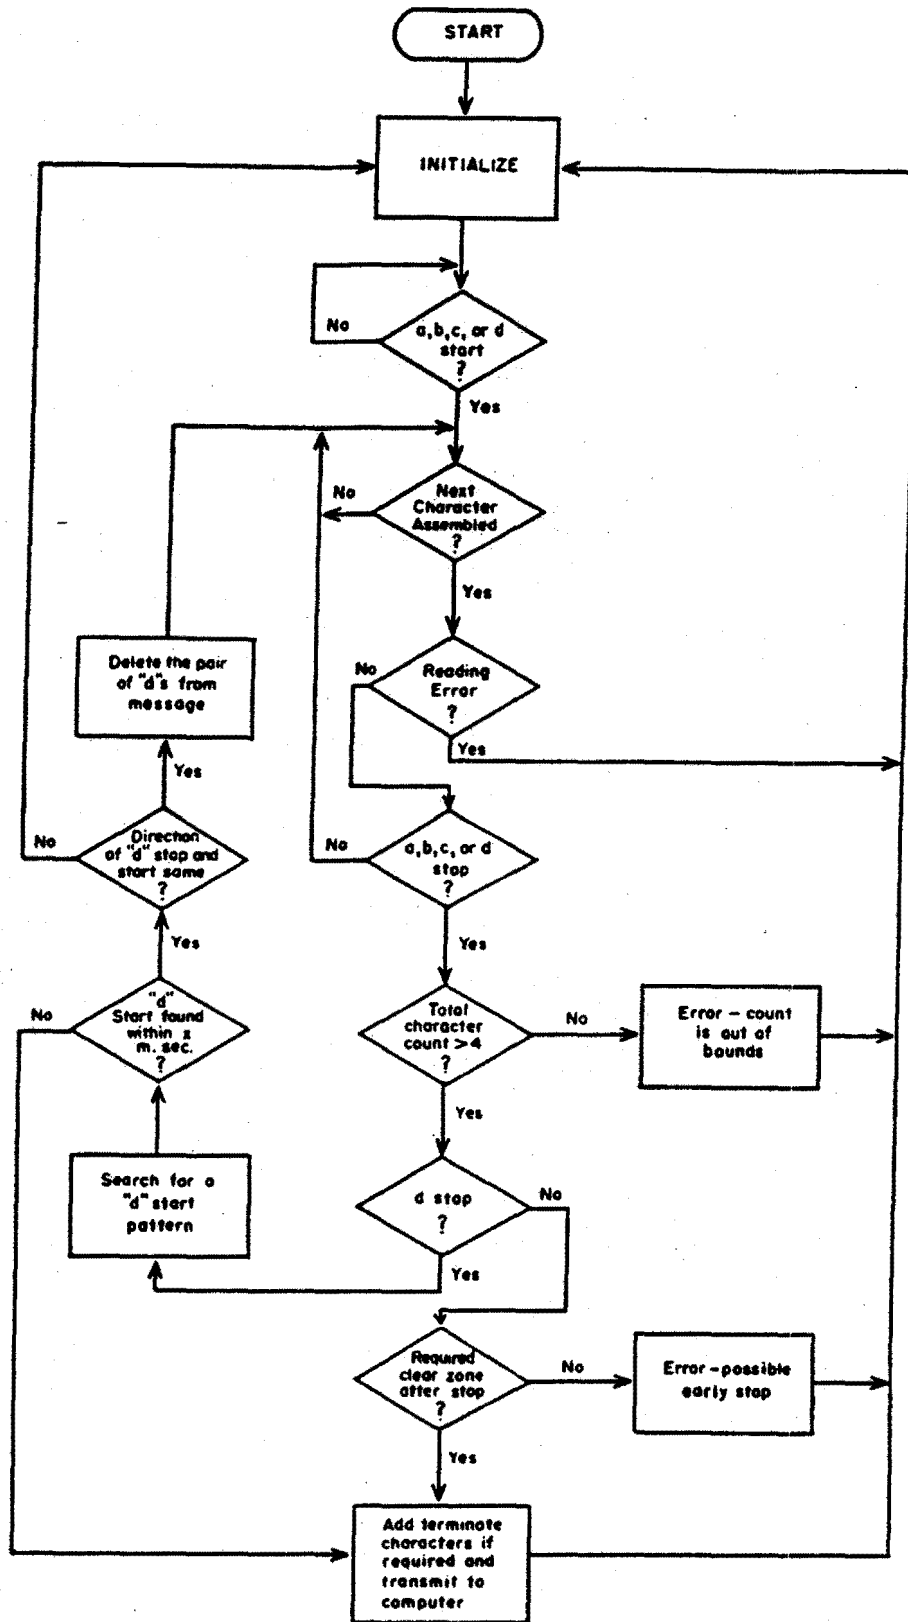 START
INITIALIZE
No
a,b,c, or d
start
?
Yes
No
Next
Character
Assembled
?
Yes
No
Reading
Error
?
Yes
Delete the pair
of "d"s from
message
Yes
No
Direction
of "d" stop and
start same
?
No
a,b,c, or d
stop
?
Yes
Yes
No
"d"
Start found
within x
m. sec.
?
Total
character
count >4
?
No
Error - count
is out of
bounds
Yes
Search for a
"d" start
pattern
d stop
?
No
Yes
Required
clear zone
after stop
?
No
Error - possible
early stop
Yes
Add terminate
characters if
required and
transmit to
computer